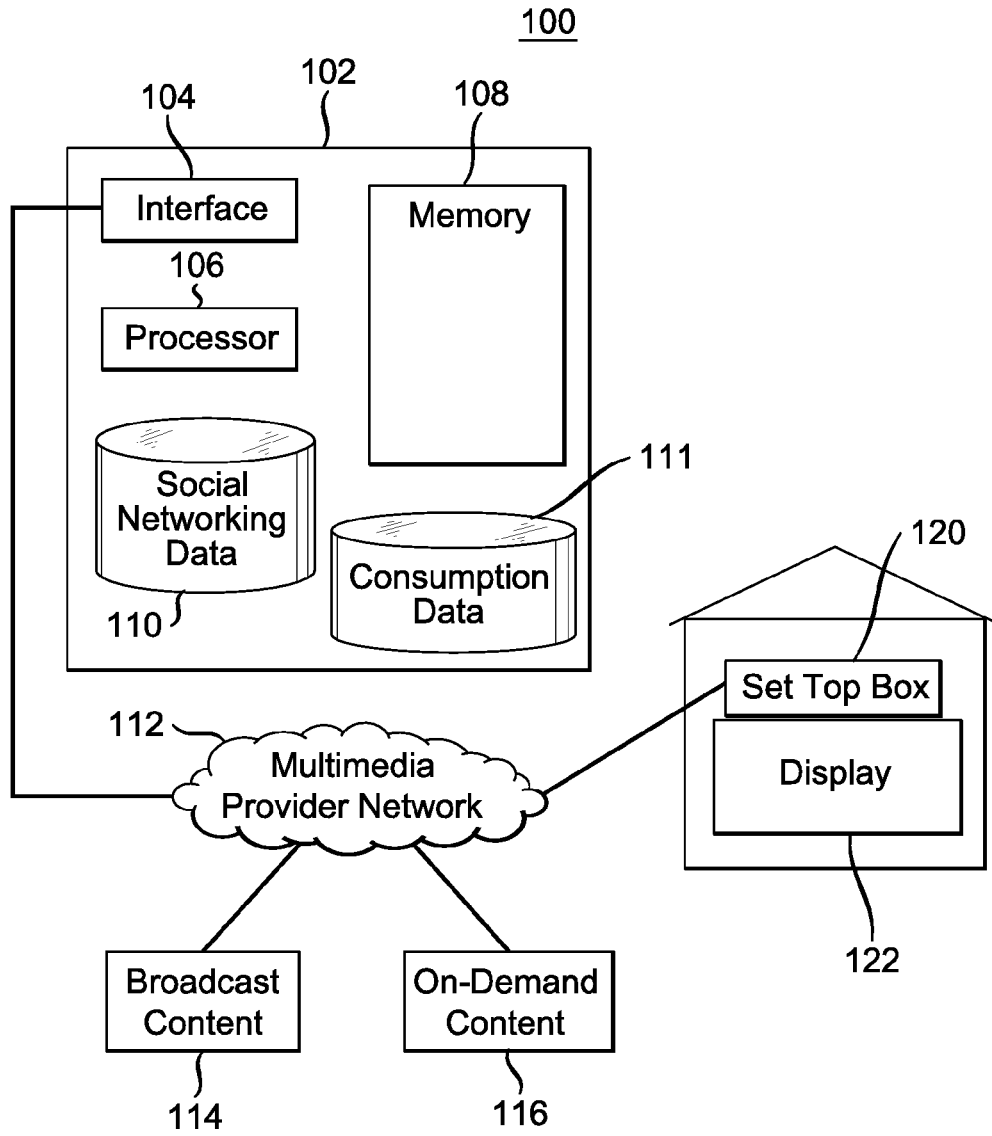 100
102
104
108
Interface
Memory
106
Processor
111
Social
Networking
Data
Consumption
Data
110
120
Set Top Box
112
Multimedia
Provider Network
Display
122
Broadcast
Content
On-Demand
Content
114
116